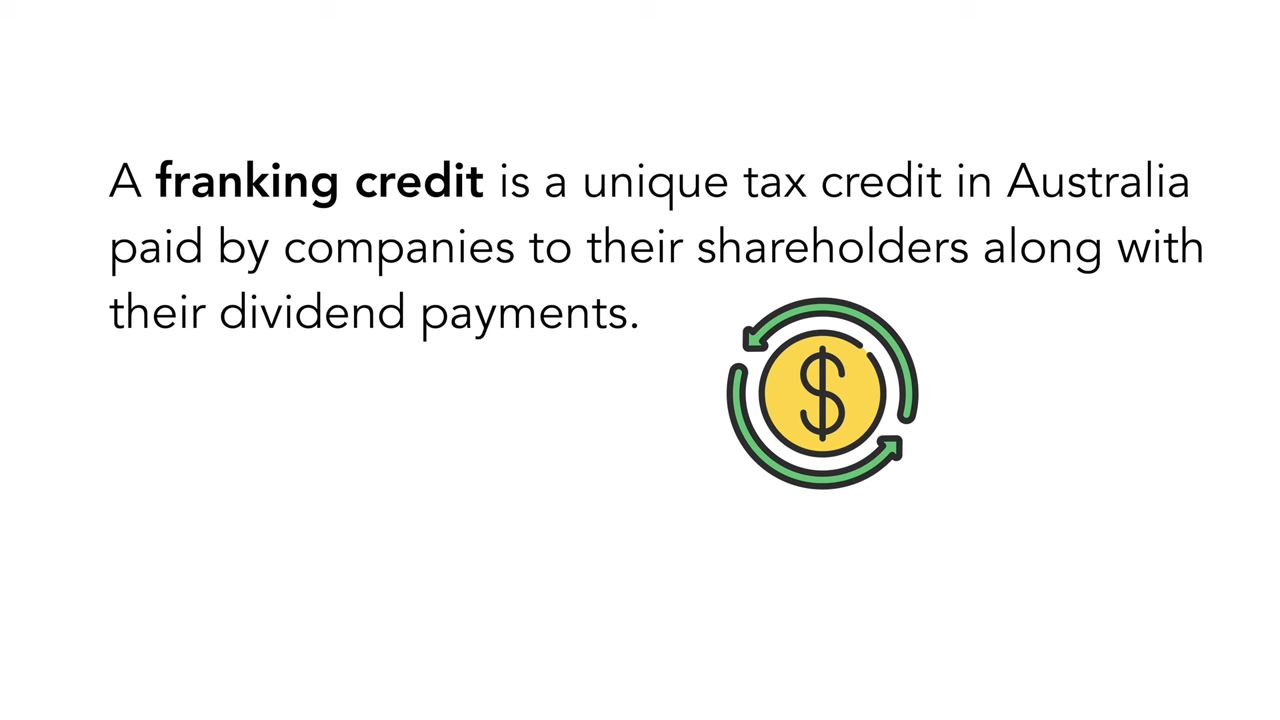 A franking credit is a unique tax credit in Australia
paid by companies to their shareholders along with
their dividend payments.
$